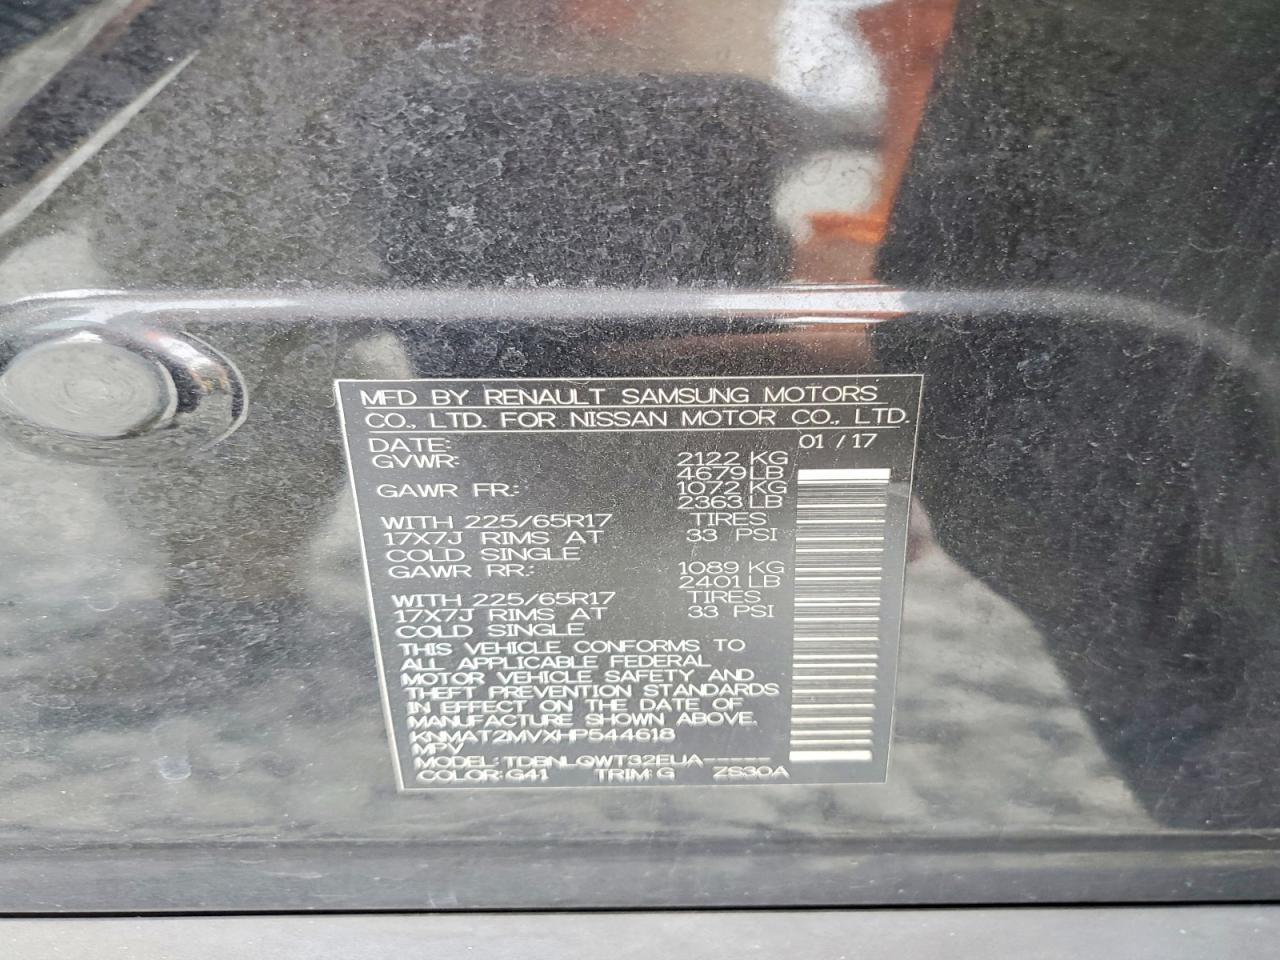 MFD BY RENAULT SAMSUNG MOTORS
CO., LTD. FOR NISSAN MOTOR CO., LTD.
DATE: 01 / 17
GVWR: 2122 KG
4679 LB
GAWR FR.: 1072 KG
2363 LB
WITH 225/65R17 TIRES
17X7J RIMS AT 33 PSI
COLD SINGLE
GAWR RR.: 1089 KG
2401 LB
WITH 225/65R17 TIRES
17X7J RIMS AT 33 PSI
COLD SINGLE
THIS VEHICLE CONFORMS TO
ALL APPLICABLE FEDERAL
MOTOR VEHICLE SAFETY AND
THEFT PREVENTION STANDARDS
IN EFFECT ON THE DATE OF
MANUFACTURE SHOWN ABOVE.
KNMAT2MVXHP544618
MPV
MODEL: TDBNLQWT32EUA-----
COLOR: G41 TRIM: G ZS30A